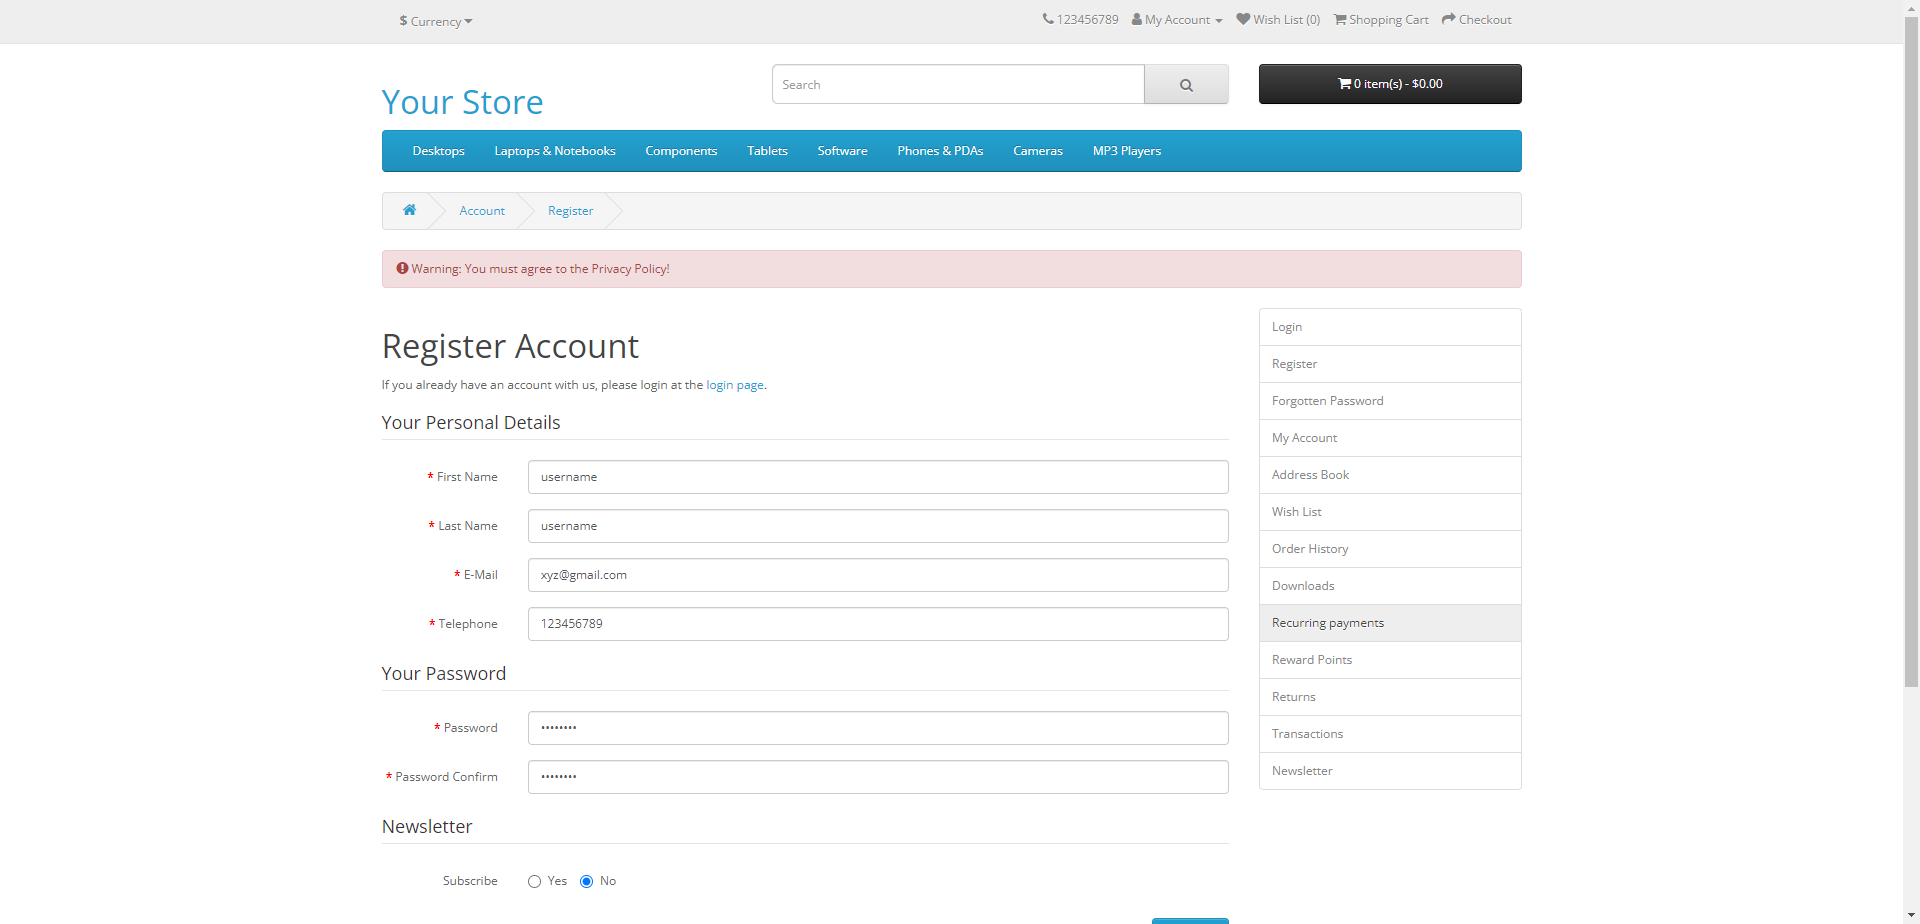 $ Currency
123456789 My Account Wish List (0) Shopping Cart Checkout
Your Store
Search
0 item(s) - $0.00
Desktops Laptops & Notebooks Components Tablets Software Phones & PDAs Cameras MP3 Players
Account Register
Warning: You must agree to the Privacy Policy!
Register Account
If you already have an account with us, please login at the login page.
Your Personal Details
* First Name username
* Last Name username
* E-Mail xyz@gmail.com
* Telephone 123456789
Your Password
* Password ••••••••
* Password Confirm ••••••••
Newsletter
Subscribe Yes No
Login
Register
Forgotten Password
My Account
Address Book
Wish List
Order History
Downloads
Recurring payments
Reward Points
Returns
Transactions
Newsletter